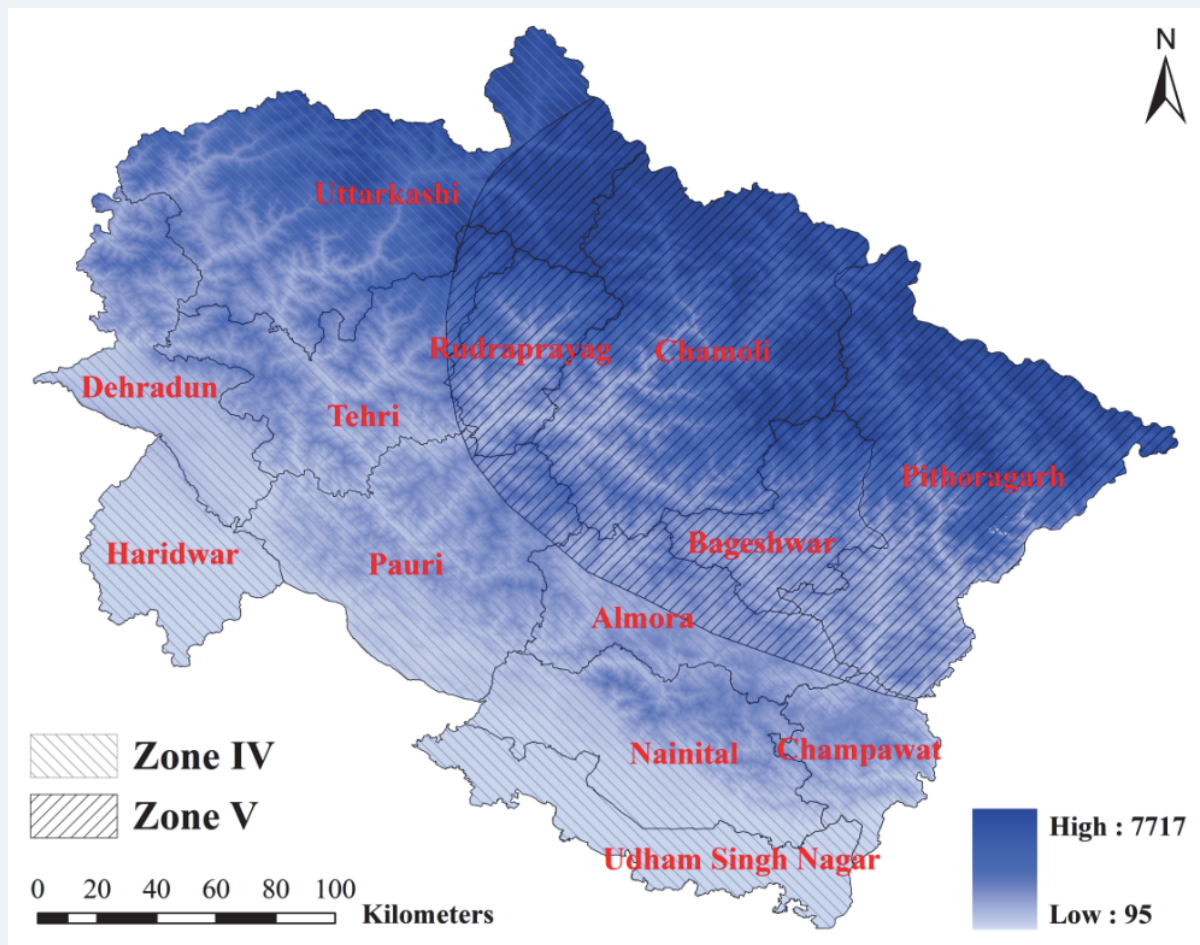 N
Uttarkashi
Rudraprayag
Chamoli
Dehradun
Tehri
Pithoragarh
Haridwar
Pauri
Bageshwar
Almora
Nainital
Champawat
Udham Singh Nagar
Zone IV
Zone V
0 20 40 60 80 100
Kilometers
High : 7717
Low : 95